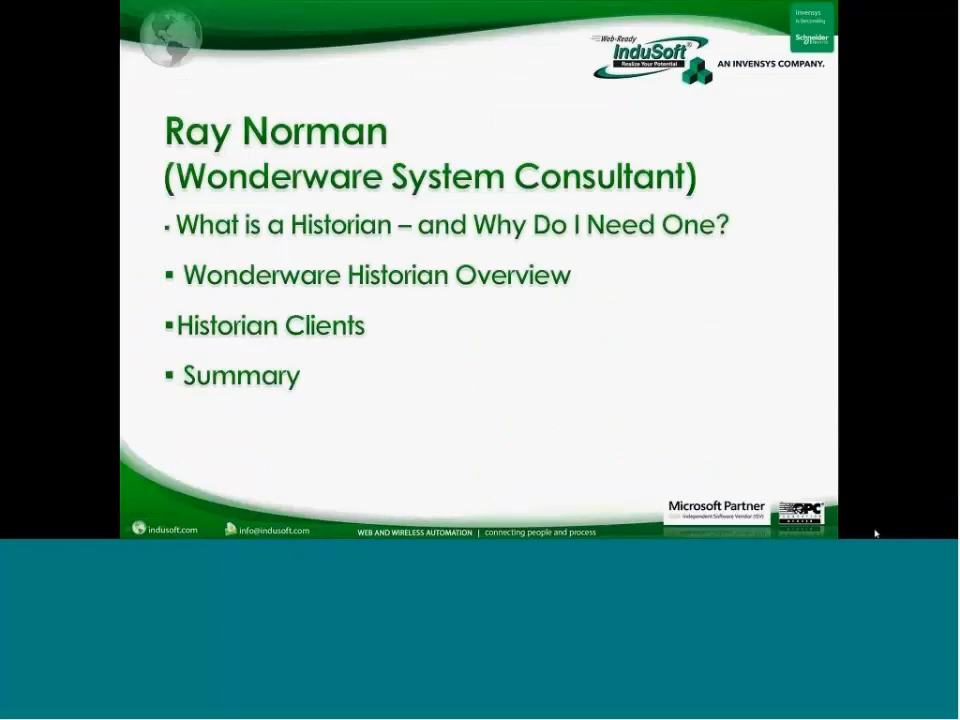 Invensys
is Becoming
Schneider
Web-Ready
InduSoft®
Realize Your Potential
AN INVENSYS COMPANY.
Ray Norman
(Wonderware System Consultant)
▪ What is a Historian – and Why Do I Need One?
▪ Wonderware Historian Overview
▪Historian Clients
▪ Summary
Microsoft Partner
Independent Software Vendor (ISV)
OPC
indusoft.com
info@indusoft.com
WEB AND WIRELESS AUTOMATION | connecting people and process